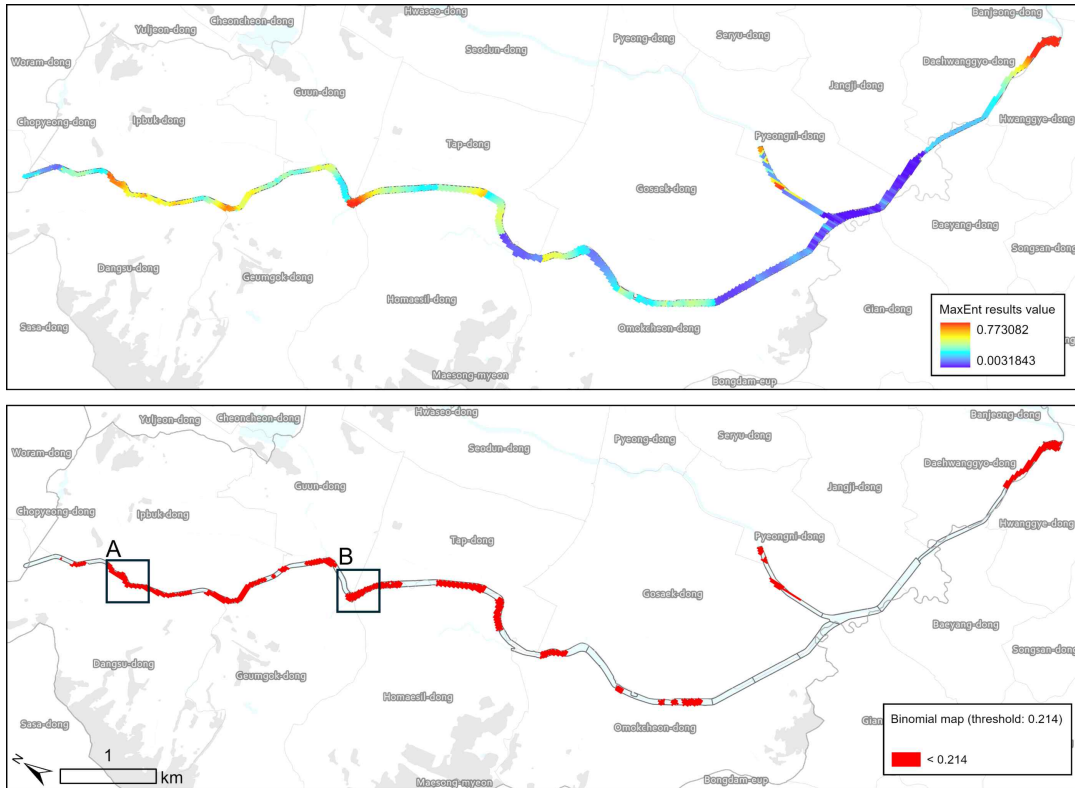 Hwaseo-dong
Banjeong-dong
Cheoncheon-dong
Yuljeon-dong
Pyeong-dong
Seryu-dong
Seodun-dong
Woram-dong
Daehwanggyo-dong
Guun-dong
Jangji-dong
Chopyeong-dong
Ipbuk-dong
Hwanggye-dong
Pyeongni-dong
Tap-dong
Gosaek-dong
Baeyang-dong
Songsan-dong
Dangsu-dong
Geumgok-dong
Homaesil-dong
Gian-dong
MaxEnt results value
0.773082
0.0031843
Sasa-dong
Omokcheon-dong
Maesong-myeon
Bongdam-eup
Hwaseo-dong
Banjeong-dong
Yuljeon-dong
Cheoncheon-dong
Pyeong-dong
Seryu-dong
Seodun-dong
Woram-dong
Daehwanggyo-dong
Guun-dong
Jangji-dong
Chopyeong-dong
Ipbuk-dong
Hwanggye-dong
Pyeongni-dong
Tap-dong
A
B
Gosaek-dong
Baeyang-dong
Songsan-dong
Dangsu-dong
Geumgok-dong
Homaesil-dong
Sasa-dong
Omokcheon-dong
Gian
Binomial map (threshold: 0.214)
< 0.214
N
1
km
Maesong-myeon
Bongdam-eup